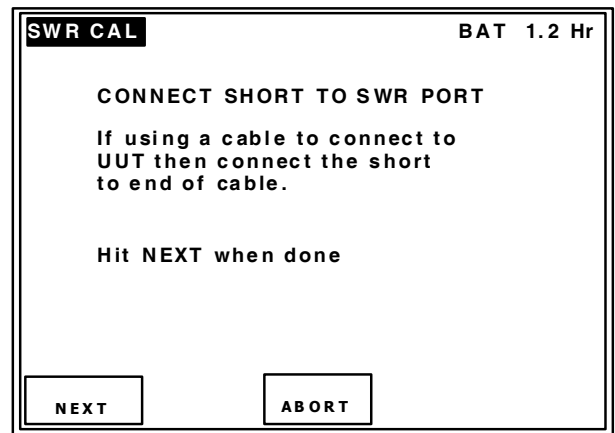 SWR CAL BAT 1.2 Hr
CONNECT SHORT TO SWR PORT
If using a cable to connect to
UUT then connect the short
to end of cable.
Hit NEXT when done
NEXT ABORT